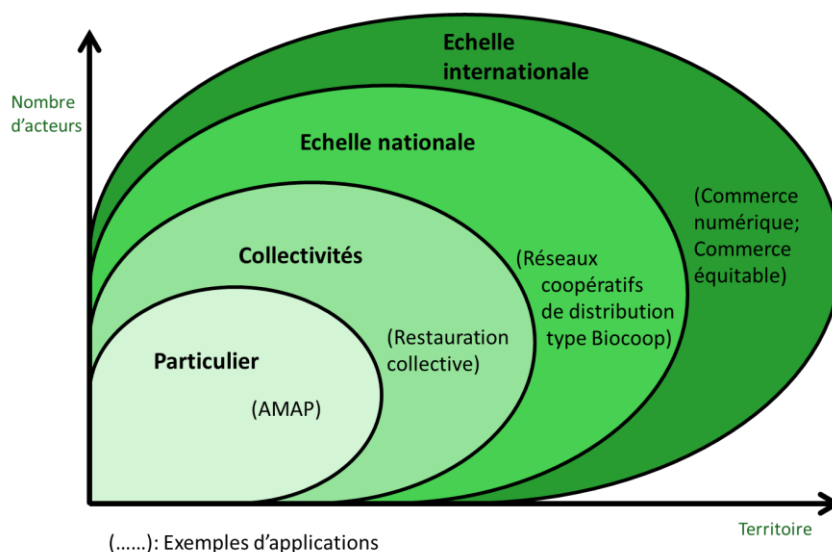 Echelle
internationale
Nombre
d'acteurs
Echelle nationale
(Commerce
numérique;
Commerce
équitable)
Collectivités
(Réseaux
coopératifs
de distribution
type Biocoop)
(Restauration
collective)
Particulier
(AMAP)
Territoire
(......): Exemples d'applications